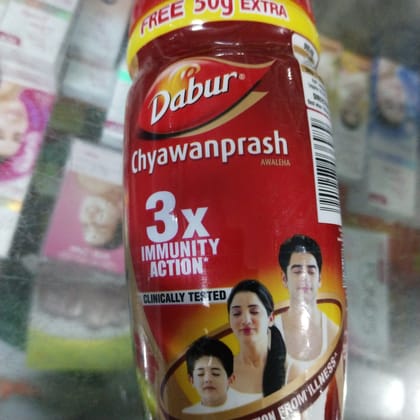 FREE 50g EXTRA
Dabur®
Chyawanprash
AWALEHA
3x
IMMUNITY
ACTION*
CLINICALLY TESTED
FROM ILLNESS*